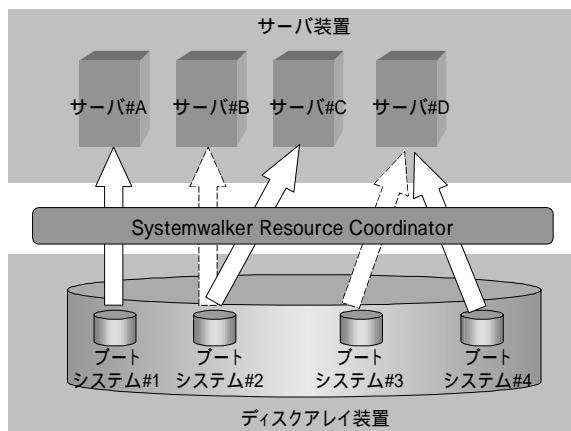 サーバ装置
サーバ#A サーバ#B サーバ#C サーバ#D
Systemwalker Resource Coordinator
ブート ブート ブート ブート
システム#1 システム#2 システム#3 システム#4
ディスクアレイ装置